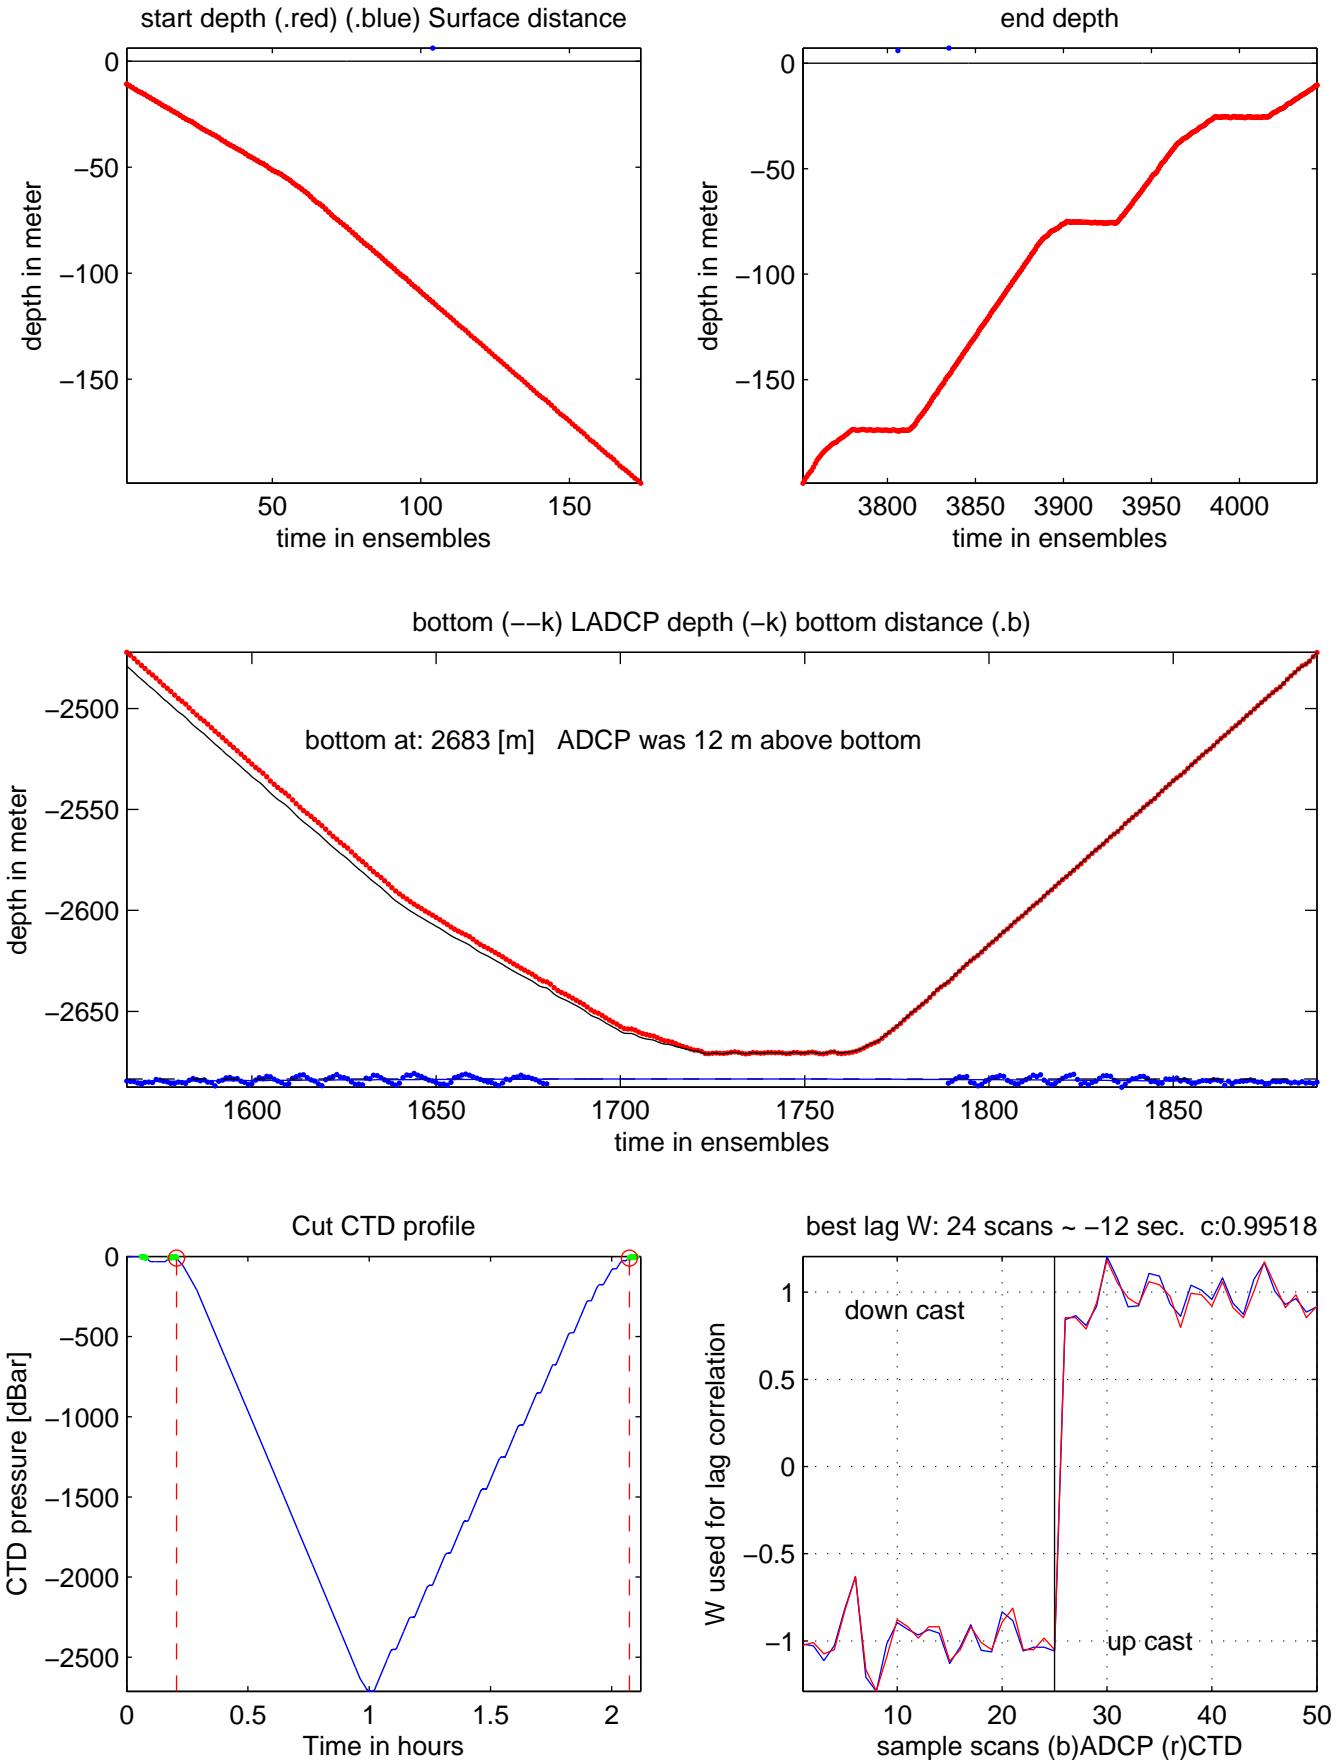 start depth (.red) (.blue) Surface distance
0
−50
−100
−150
depth in meter
50
100
150
time in ensembles
end depth
0
−50
−100
−150
depth in meter
3800
3850
3900
3950
4000
time in ensembles
bottom (−−k) LADCP depth (−k) bottom distance (.b)
bottom at: 2683 [m]   ADCP was 12 m above bottom
−2500
−2550
−2600
−2650
depth in meter
1600
1650
1700
1750
1800
1850
time in ensembles
Cut CTD profile
0
−500
−1000
−1500
−2000
−2500
CTD pressure [dBar]
0
0.5
1
1.5
2
Time in hours
best lag W: 24 scans ~ −12 sec.  c:0.99518
down cast
up cast
1
0.5
0
−0.5
−1
W used for lag correlation
10
20
30
40
50
sample scans (b)ADCP (r)CTD